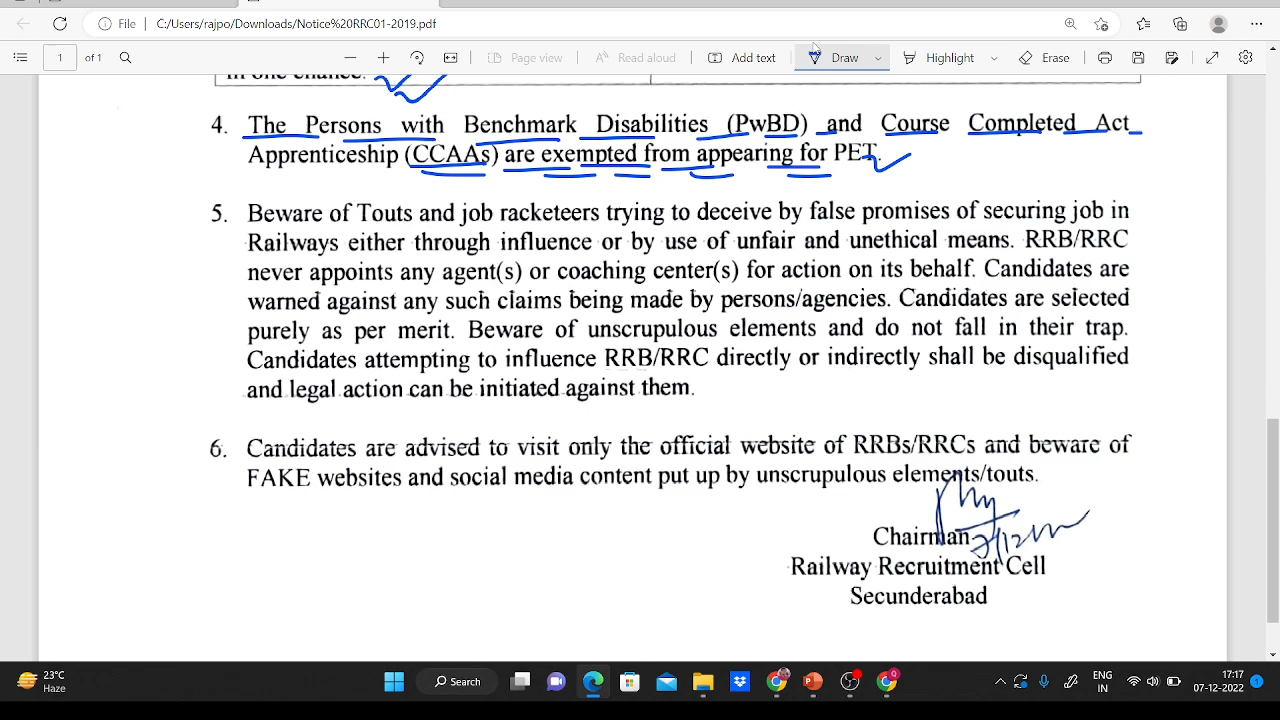 File C:/Users/rajpo/Downloads/Notice%20RRC01-2019.pdf
1 of 1 Page view Read aloud Add text Draw Highlight Erase
in one chance.
4. The Persons with Benchmark Disabilities (PwBD) and Course Completed Act
Apprenticeship (CCAAs) are exempted from appearing for PET.
5. Beware of Touts and job racketeers trying to deceive by false promises of securing job in
Railways either through influence or by use of unfair and unethical means. RRB/RRC
never appoints any agent(s) or coaching center(s) for action on its behalf. Candidates are
warned against any such claims being made by persons/agencies. Candidates are selected
purely as per merit. Beware of unscrupulous elements and do not fall in their trap.
Candidates attempting to influence RRB/RRC directly or indirectly shall be disqualified
and legal action can be initiated against them.
6. Candidates are advised to visit only the official website of RRBs/RRCs and beware of
FAKE websites and social media content put up by unscrupulous elements/touts.
Chairman
Railway Recruitment Cell
Secunderabad
23°C
Haze
Search
ENG
IN
17:17
07-12-2022